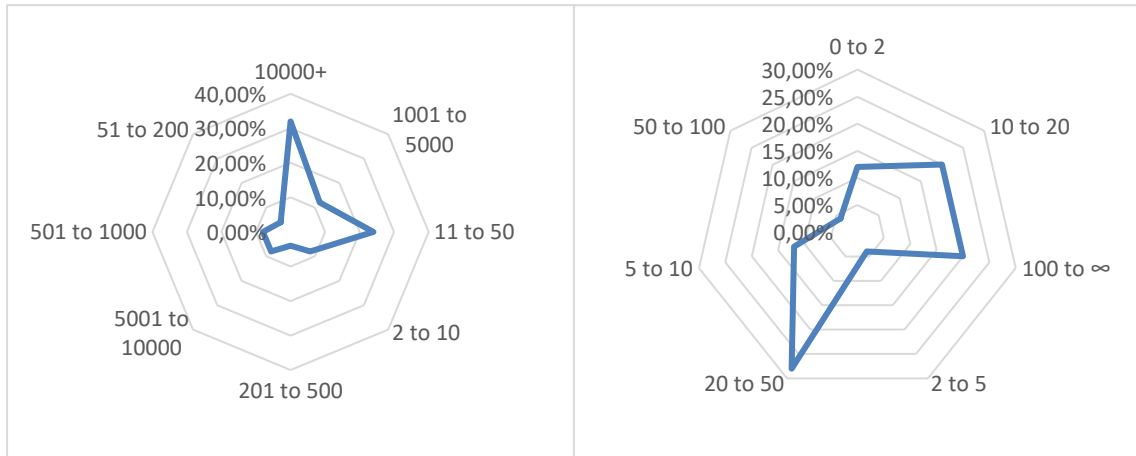 10000+
40,00%
30,00%
20,00%
10,00%
0,00%
1001 to
5000
11 to 50
2 to 10
201 to 500
5001 to
10000
501 to 1000
51 to 200
0 to 2
30,00%
25,00%
20,00%
15,00%
10,00%
5,00%
0,00%
10 to 20
100 to ∞
2 to 5
20 to 50
5 to 10
50 to 100